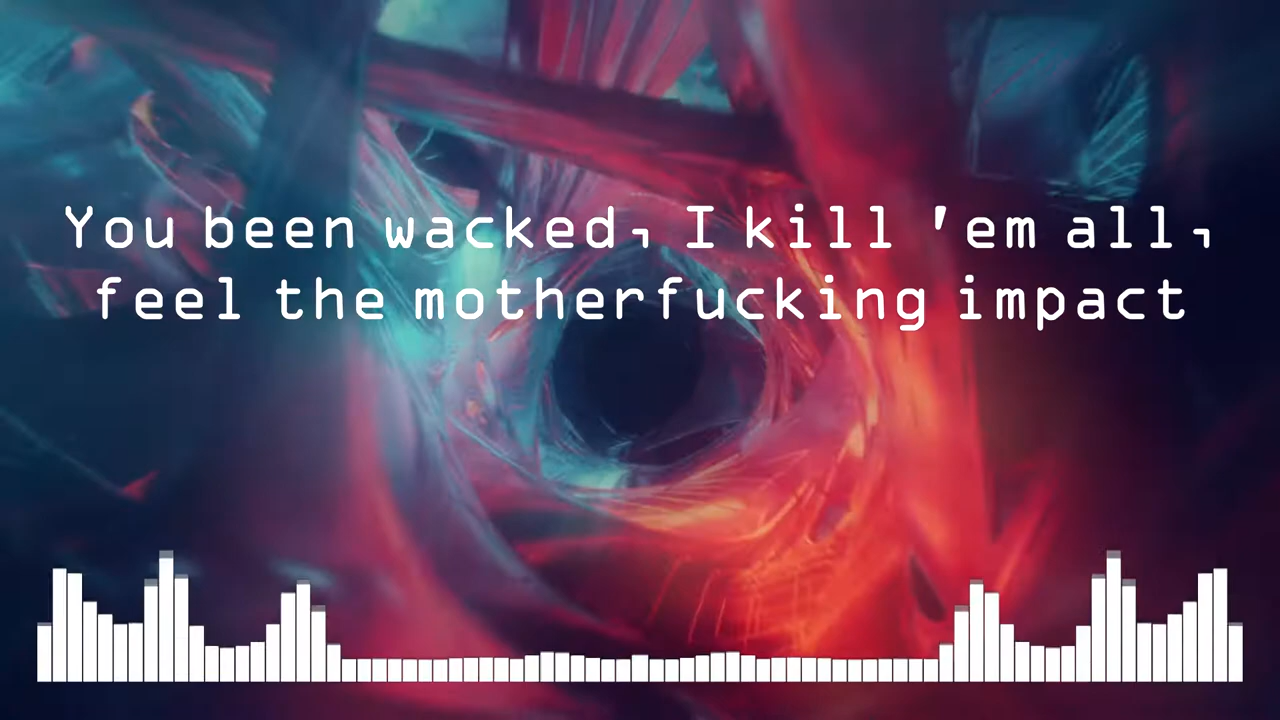 You been wacked, I kill 'em all,
feel the motherfucking impact